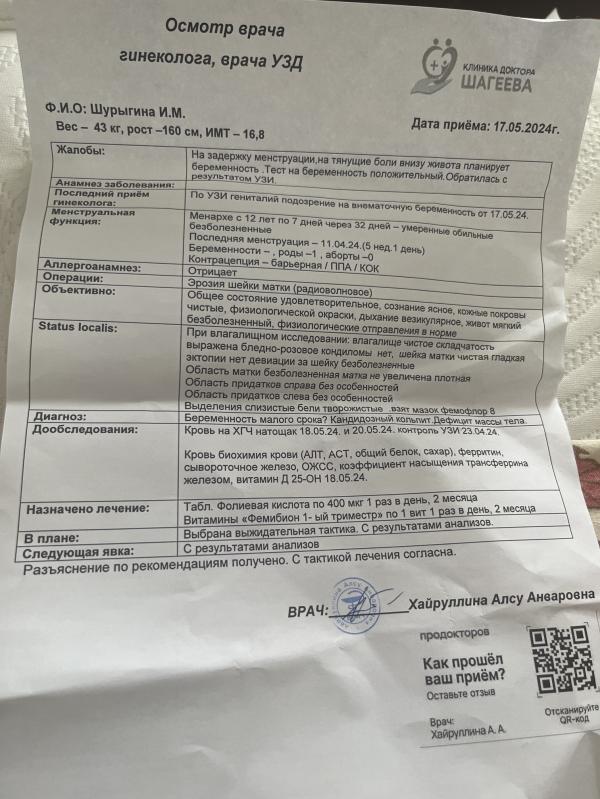 Осмотр врача
гинеколога, врача УЗД
КЛИНИКА ДОКТОРА
ШАГЕЕВА
Ф.И.О: Шурыгина И.М.
Вес – 43 кг, рост –160 см, ИМТ – 16,8
Дата приёма: 17.05.2024г.
Жалобы:
На задержку менструации,на тянущие боли внизу живота планирует
беременность .Тест на беременность положительный.Обратилась с
результатом УЗИ.
Анамнез заболевания:
Последний приём
гинеколога:
По УЗИ гениталий подозрение на внематочную беременность от 17.05.24.
Менструальная
функция:
Менархе с 12 лет по 7 дней через 32 дней – умеренные обильные
безболезненные
Последняя менструация – 11.04.24.(5 нед.1 день)
Беременности – , роды –1 , аборты –0
Контрацепция – барьерная / ППА / КОК
Аллергоанамнез:
Отрицает
Операции:
Эрозия шейки матки (радиоволновое)
Объективно:
Общее состояние удовлетворительное, сознание ясное, кожные покровы
чистые, физиологической окраски, дыхание везикулярное, живот мягкий
безболезненный, физиологические отправления в норме
Status localis:
При влагалищном исследовании: влагалище чистое складчатость
выражена бледно-розовое кондиломы нет, шейка матки чистая гладкая
эктопии нет девиации за шейку безболезненные
Область матки безболезненная матка не увеличена плотная
Область придатков справа без особенностей
Область придатков слева без особенностей
Выделения слизистые бели творожистые .взят мазок фемофлор 8
Диагноз:
Беременность малого срока? Кандидозный кольпит.Дефицит массы тела.
Дообследования:
Кровь на ХГЧ натощак 18.05.24. и 20.05.24. контроль УЗИ 23.04.24.
Кровь биохимия крови (АЛТ, АСТ, общий белок, сахар), ферритин,
сывороточное железо, ОЖСС, коэффициент насыщения трансферрина
железом, витамин Д 25-ОН 18.05.24.
Назначено лечение:
Табл. Фолиевая кислота по 400 мкг 1 раз в день, 2 месяца
Витамины «Фемибион 1- ый триместр» по 1 вит 1 раз в день, 2 месяца
В плане:
Выбрана выжидательная тактика. С результатами анализов.
Следующая явка:
С результатами анализов
Разъяснение по рекомендациям получено. С тактикой лечения согласна.
ВРАЧ:
Хайруллина Алсу Анваровна
продокторов
Как прошёл
ваш приём?
Оставьте отзыв
Врач:
Хайруллина А. А.
Отсканируйте
QR-код